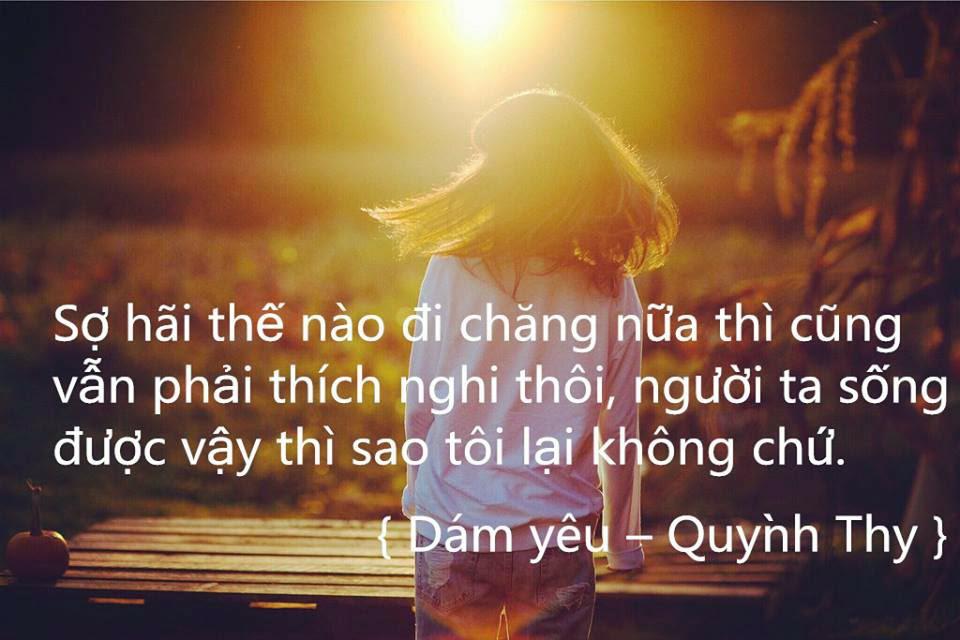 Sợ hãi thế nào đi chăng nữa thì cũng
vẫn phải thích nghi thôi, người ta sống
được vậy thì sao tôi lại không chứ.
{ Dám yêu – Quỳnh Thy }